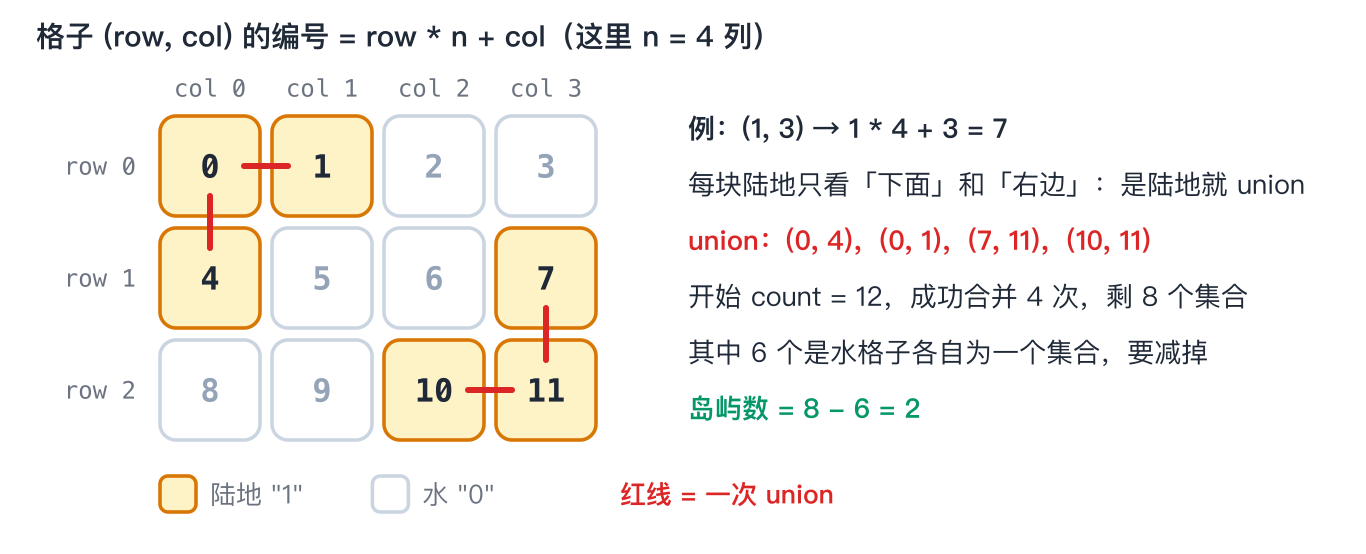 格子 (row, col) 的编号 = row * n + col（这里 n = 4 列）
col 0 col 1 col 2 col 3
row 0 0 1 2 3
row 1 4 5 6 7
row 2 8 9 10 11
例：(1, 3) → 1 * 4 + 3 = 7
每块陆地只看「下面」和「右边」：是陆地就 union
union：(0, 4)，(0, 1)，(7, 11)，(10, 11)
开始 count = 12，成功合并 4 次，剩 8 个集合
其中 6 个是水格子各自为一个集合，要减掉
岛屿数 = 8 − 6 = 2
陆地 "1" 水 "0" 红线 = 一次 union